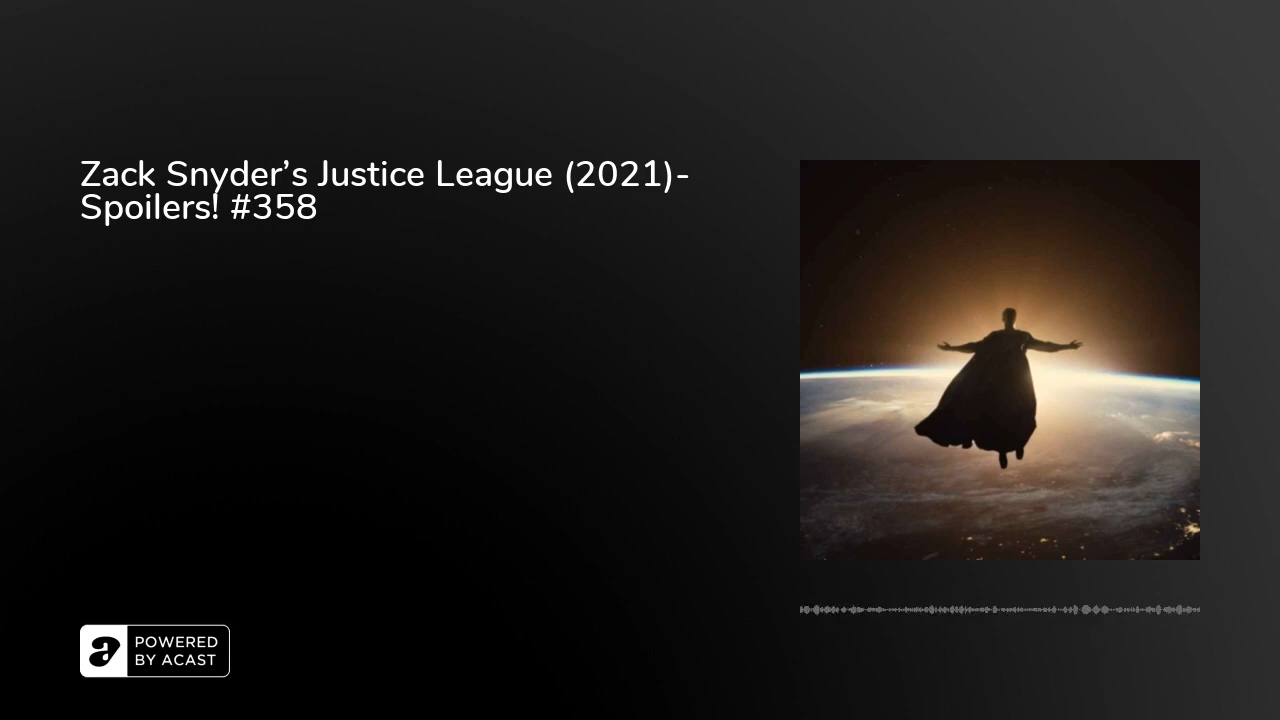 Zack Snyder’s Justice League (2021)-
Spoilers! #358
POWERED
BY ACAST